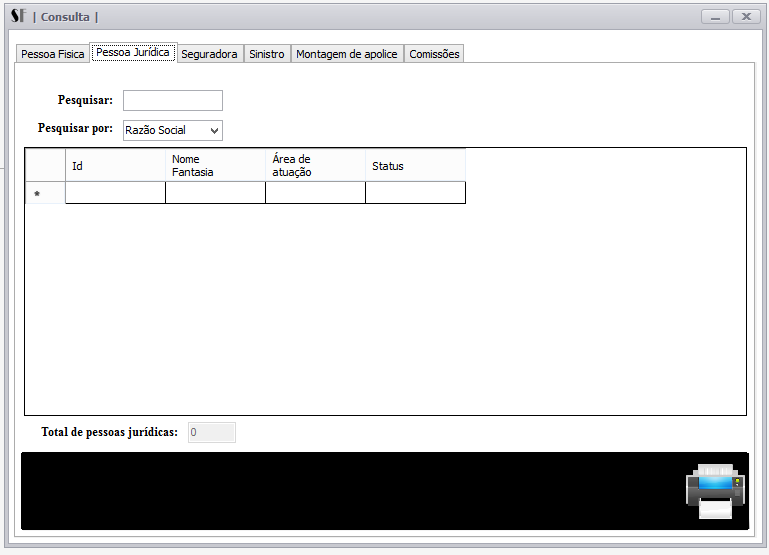 SF | Consulta |
Pessoa Fisica Pessoa Jurídica Seguradora Sinistro Montagem de apolice Comissões
Pesquisar:
Pesquisar por: Razão Social
Id Nome Fantasia Área de atuação Status
*
Total de pessoas jurídicas: 0